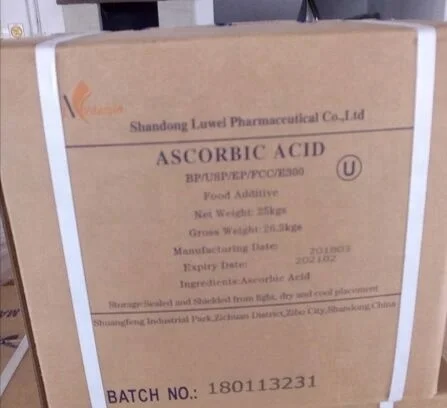 Shandong Luwei Pharmaceutical Co.,Ltd
ASCORBIC ACID
BP/USP/EP/FCC/E300
U
Food Additive
Net Weight: 25kgs
Gross Weight: 26.5kgs
Manufacturing Date: 201803
Expiry Date: 202102
Ingredients:Ascorbic Acid
Storage:Sealed and Shielded from light, dry and cool placement
Shuangfeng Industrial Park,Zichuan District,Zibo City,Shandong,China
BATCH NO.: 180113231